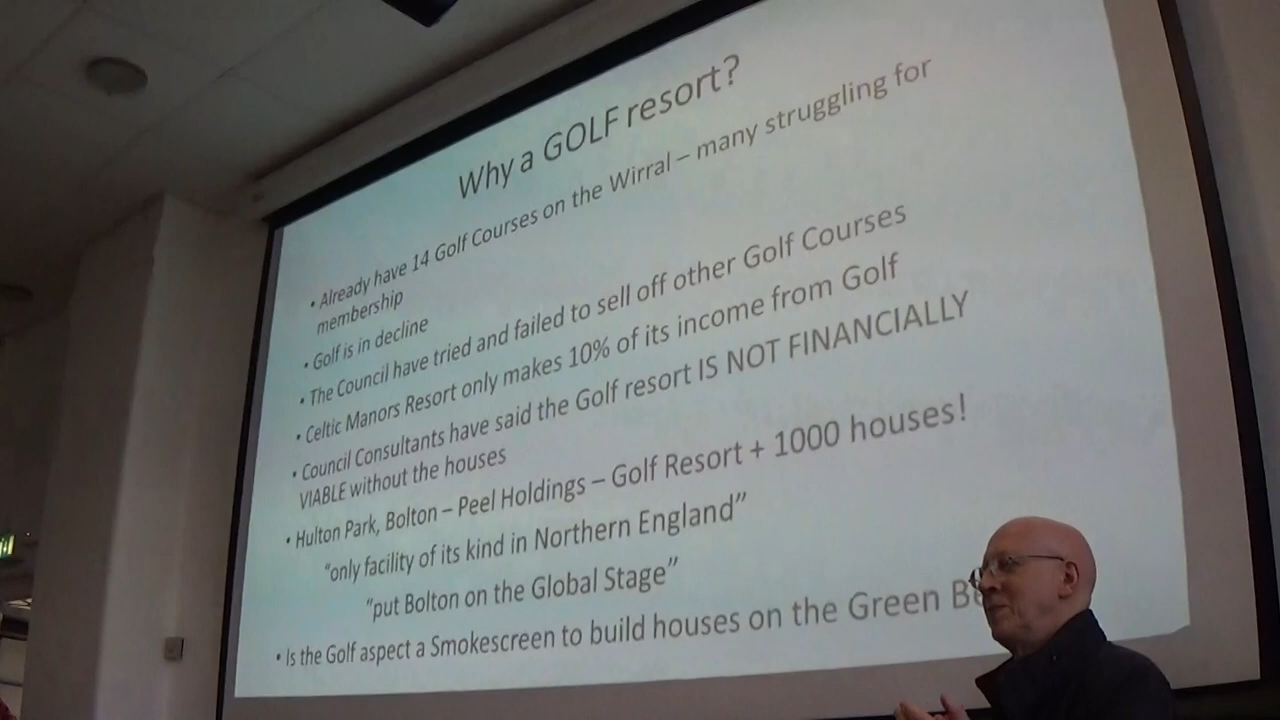 Why a GOLF resort?
• Already have 14 Golf Courses on the Wirral – many struggling for
membership
• Golf is in decline
• The Council have tried and failed to sell off other Golf Courses
• Celtic Manors Resort only makes 10% of its income from Golf
• Council Consultants have said the Golf resort IS NOT FINANCIALLY
VIABLE without the houses
• Hulton Park, Bolton – Peel Holdings – Golf Resort + 1000 houses!
“only facility of its kind in Northern England”
“put Bolton on the Global Stage”
• Is the Golf aspect a Smokescreen to build houses on the Green